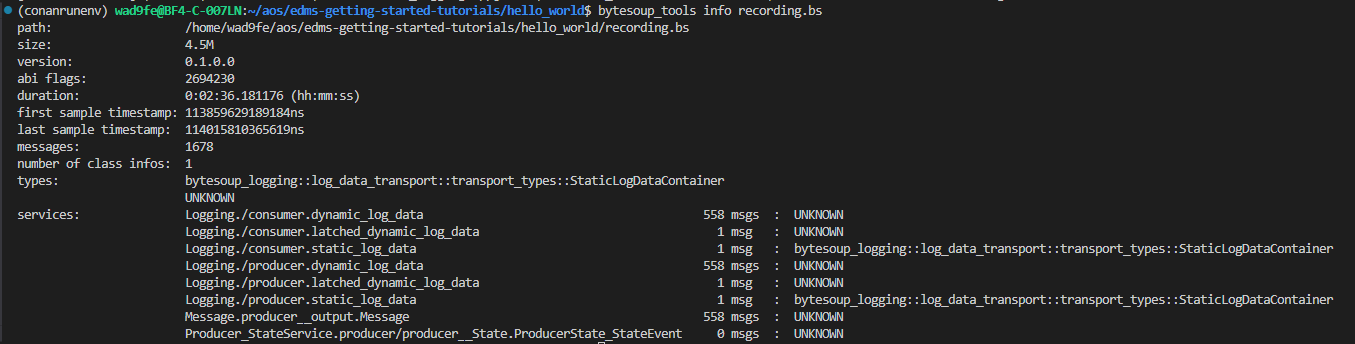 (conanrunenv) wad9fe@BF4-C-007LN:~/aos/edms-getting-started-tutorials/hello_world$ bytesoup_tools info recording.bs
path: /home/wad9fe/aos/edms-getting-started-tutorials/hello_world/recording.bs
size: 4.5M
version: 0.1.0.0
abi flags: 2694230
duration: 0:02:36.181176 (hh:mm:ss)
first sample timestamp: 113859629189184ns
last sample timestamp: 114015810365619ns
messages: 1678
number of class infos: 1
types: bytesoup_logging::log_data_transport::transport_types::StaticLogDataContainer
UNKNOWN
services: Logging./consumer.dynamic_log_data 558 msgs : UNKNOWN
Logging./consumer.latched_dynamic_log_data 1 msg : UNKNOWN
Logging./consumer.static_log_data 1 msg : bytesoup_logging::log_data_transport::transport_types::StaticLogDataContainer
Logging./producer.dynamic_log_data 558 msgs : UNKNOWN
Logging./producer.latched_dynamic_log_data 1 msg : UNKNOWN
Logging./producer.static_log_data 1 msg : bytesoup_logging::log_data_transport::transport_types::StaticLogDataContainer
Message.producer__output.Message 558 msgs : UNKNOWN
Producer_StateService.producer/producer__State.ProducerState_StateEvent 0 msgs : UNKNOWN